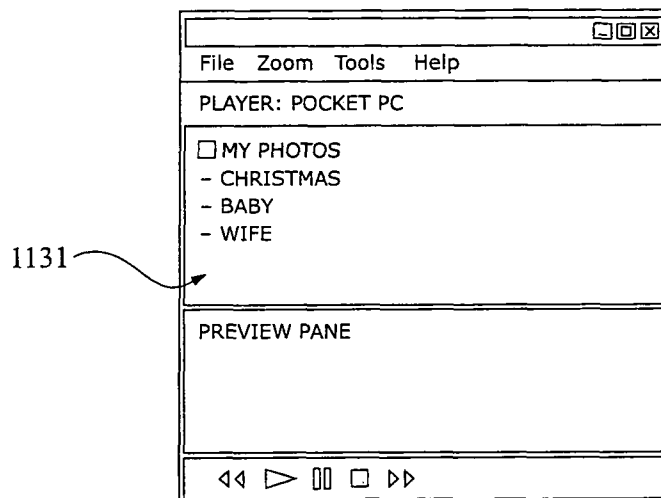 File Zoom Tools Help
PLAYER: POCKET PC
MY PHOTOS
– CHRISTMAS
– BABY
– WIFE
1131
PREVIEW PANE